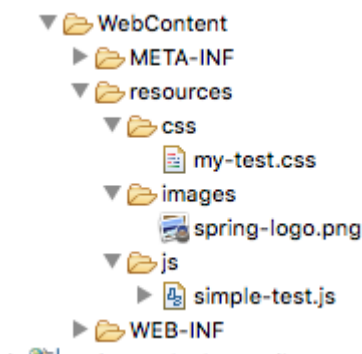 WebContent
META-INF
resources
css
my-test.css
images
spring-logo.png
js
simple-test.js
WEB-INF